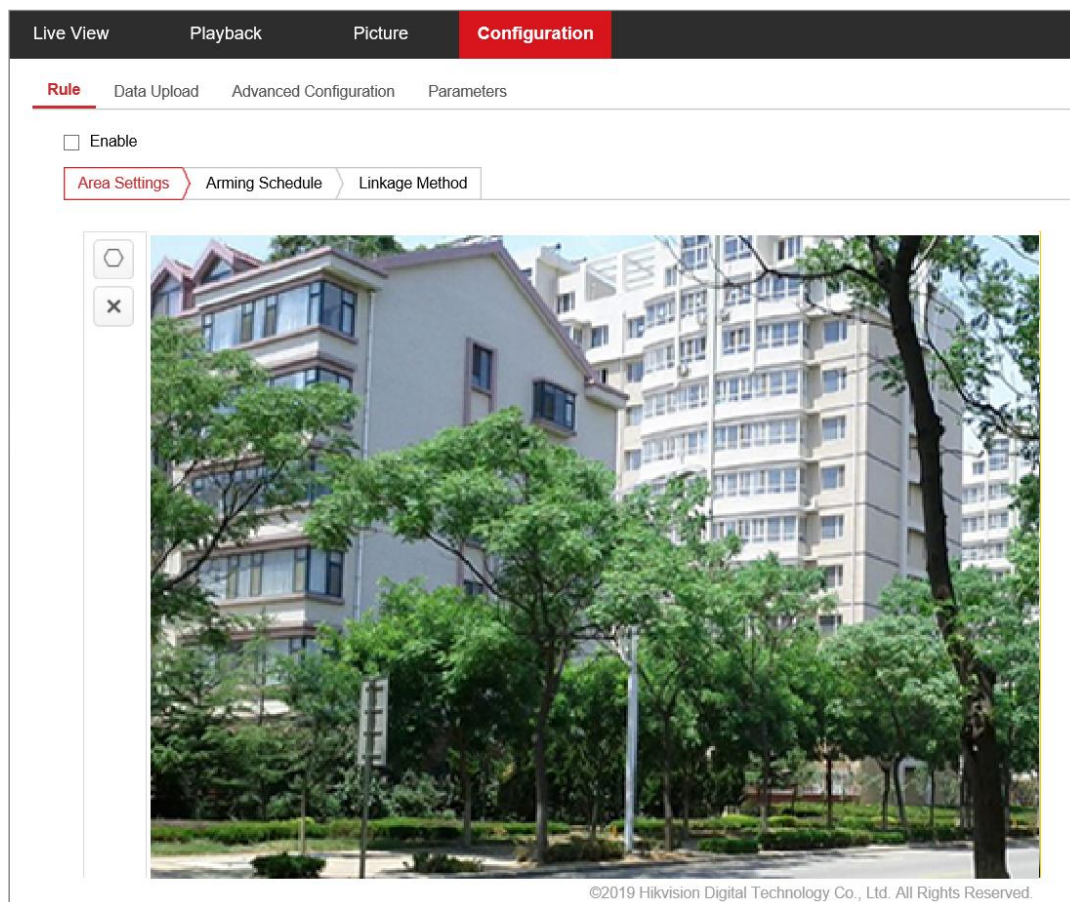 Live View Playback Picture Configuration
Rule Data Upload Advanced Configuration Parameters
Enable
Area Settings Arming Schedule Linkage Method
©2019 Hikvision Digital Technology Co., Ltd. All Rights Reserved.